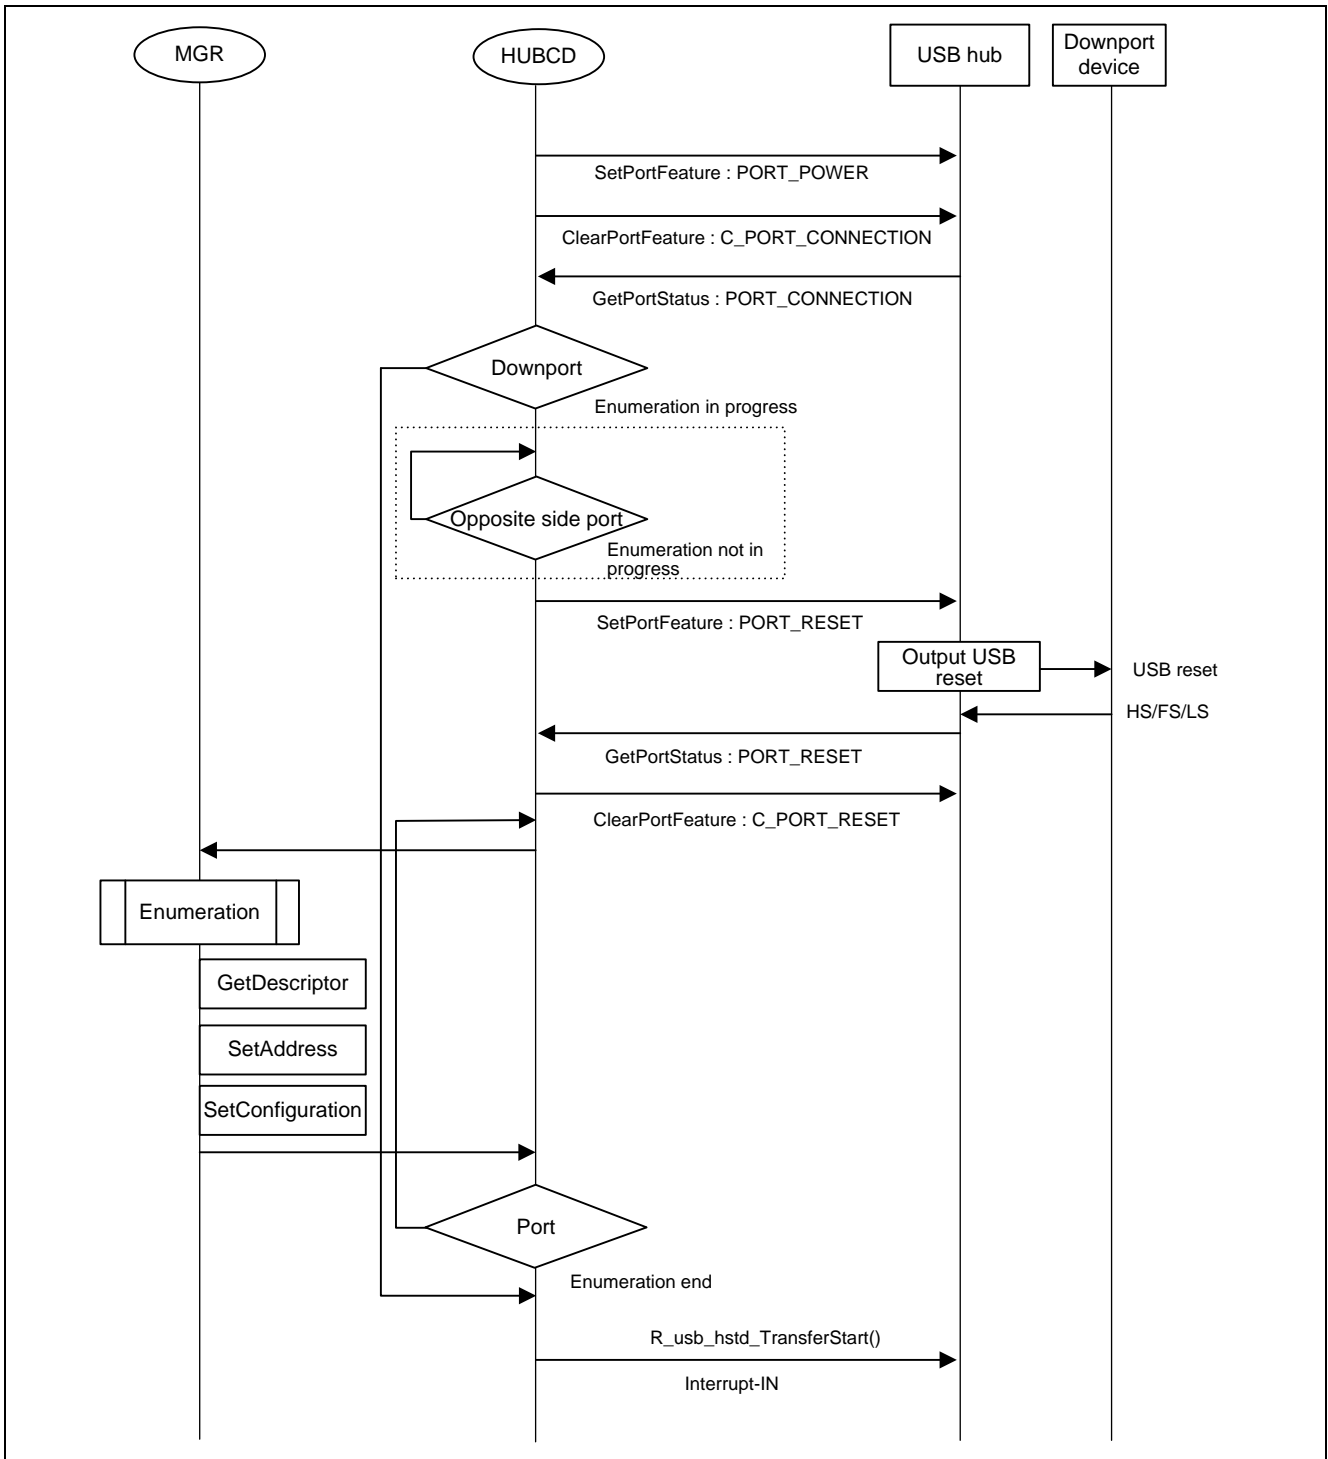 MGR
HUBCD
USB hub
Downport
device
SetPortFeature : PORT_POWER
ClearPortFeature : C_PORT_CONNECTION
GetPortStatus : PORT_CONNECTION
Downport
Enumeration in progress
Opposite side port
Enumeration not in
progress
SetPortFeature : PORT_RESET
Output USB
reset
USB reset
HS/FS/LS
GetPortStatus : PORT_RESET
ClearPortFeature : C_PORT_RESET
Enumeration
GetDescriptor
SetAddress
SetConfiguration
Port
Enumeration end
R_usb_hstd_TransferStart()
Interrupt-IN